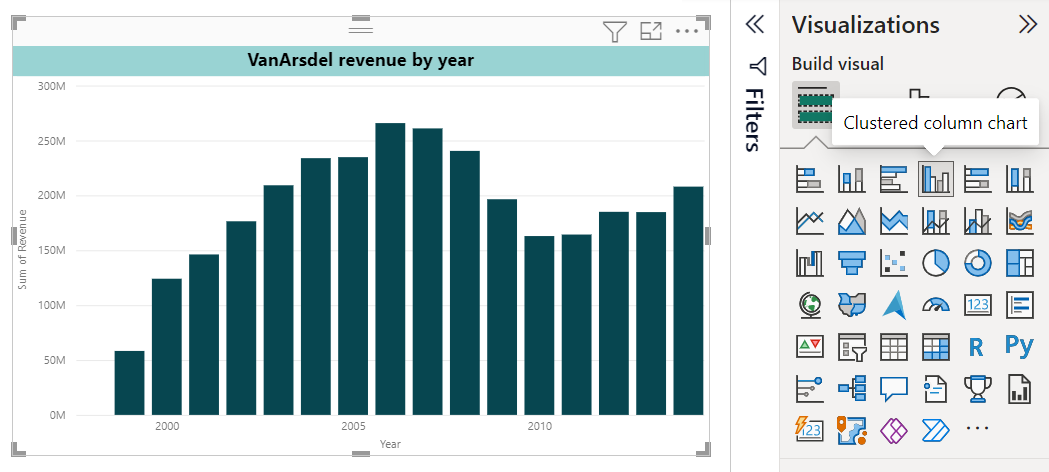 VanArsdel revenue by year
300M
250M
200M
150M
100M
50M
0M
Sum of Revenue
2000
2005
2010
Year
Filters
Visualizations
Build visual
Clustered column chart
123
R
Py
123